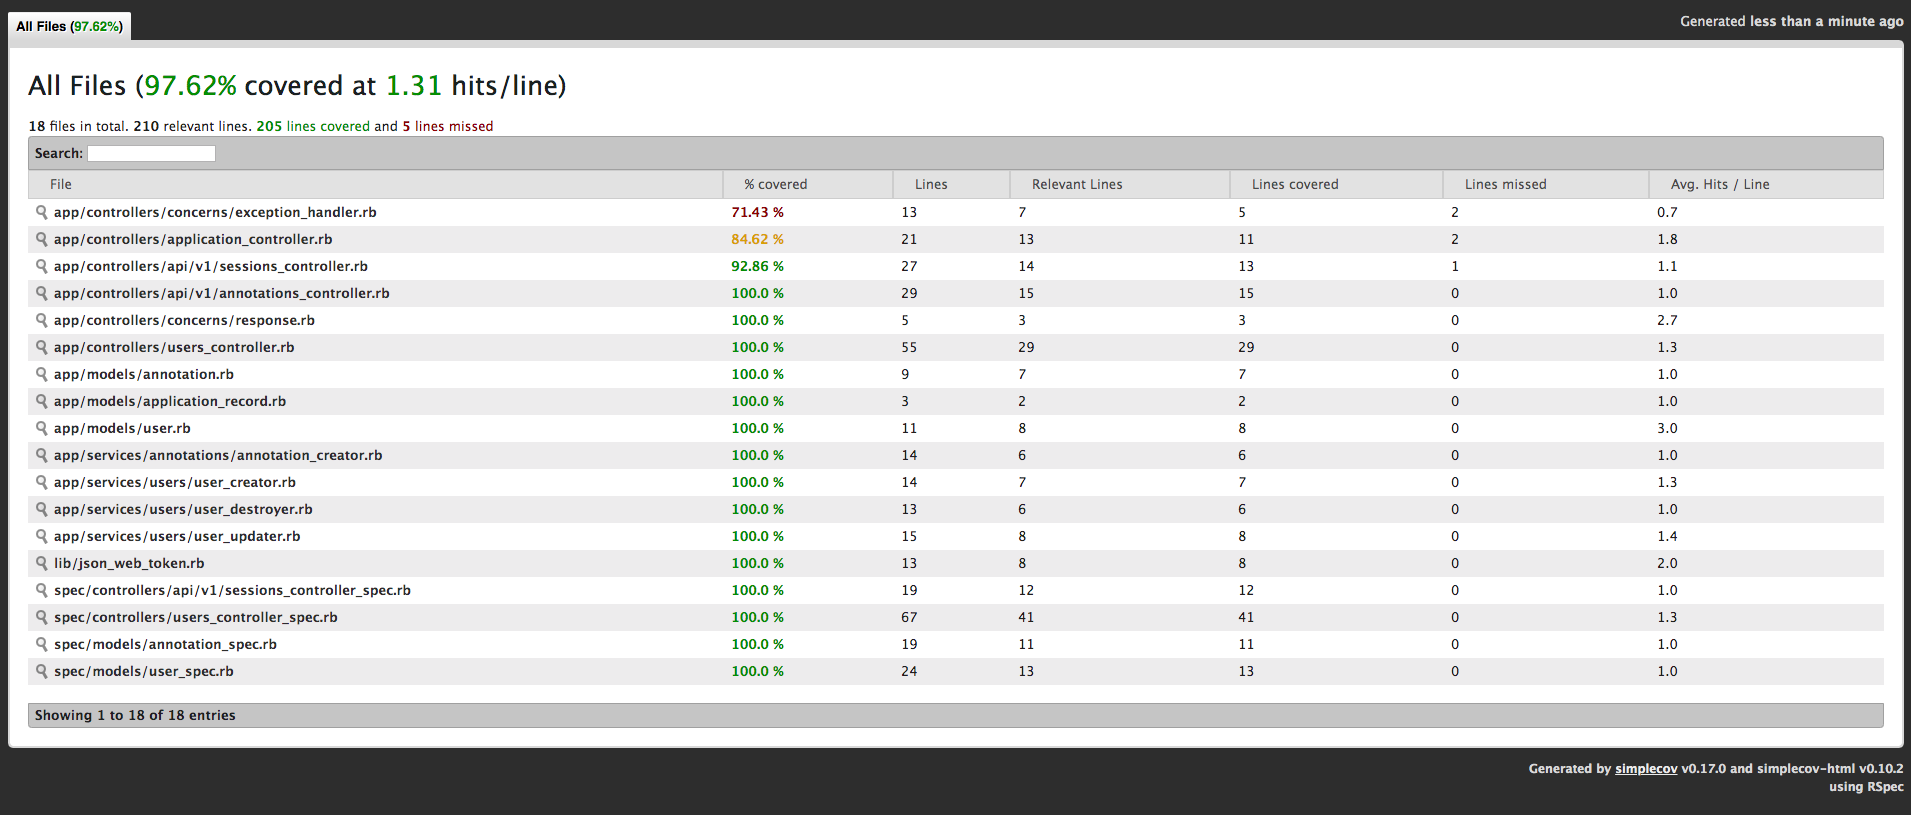 All Files (97.62%)
Generated less than a minute ago
All Files (97.62% covered at 1.31 hits/line)
18 files in total. 210 relevant lines. 205 lines covered and 5 lines missed
Search:
File % covered Lines Relevant Lines Lines covered Lines missed Avg. Hits / Line
app/controllers/concerns/exception_handler.rb 71.43 % 13 7 5 2 0.7
app/controllers/application_controller.rb 84.62 % 21 13 11 2 1.8
app/controllers/api/v1/sessions_controller.rb 92.86 % 27 14 13 1 1.1
app/controllers/api/v1/annotations_controller.rb 100.0 % 29 15 15 0 1.0
app/controllers/concerns/response.rb 100.0 % 5 3 3 0 2.7
app/controllers/users_controller.rb 100.0 % 55 29 29 0 1.3
app/models/annotation.rb 100.0 % 9 7 7 0 1.0
app/models/application_record.rb 100.0 % 3 2 2 0 1.0
app/models/user.rb 100.0 % 11 8 8 0 3.0
app/services/annotations/annotation_creator.rb 100.0 % 14 6 6 0 1.0
app/services/users/user_creator.rb 100.0 % 14 7 7 0 1.3
app/services/users/user_destroyer.rb 100.0 % 13 6 6 0 1.0
app/services/users/user_updater.rb 100.0 % 15 8 8 0 1.4
lib/json_web_token.rb 100.0 % 13 8 8 0 2.0
spec/controllers/api/v1/sessions_controller_spec.rb 100.0 % 19 12 12 0 1.0
spec/controllers/users_controller_spec.rb 100.0 % 67 41 41 0 1.3
spec/models/annotation_spec.rb 100.0 % 19 11 11 0 1.0
spec/models/user_spec.rb 100.0 % 24 13 13 0 1.0
Showing 1 to 18 of 18 entries
Generated by simplecov v0.17.0 and simplecov-html v0.10.2
using RSpec